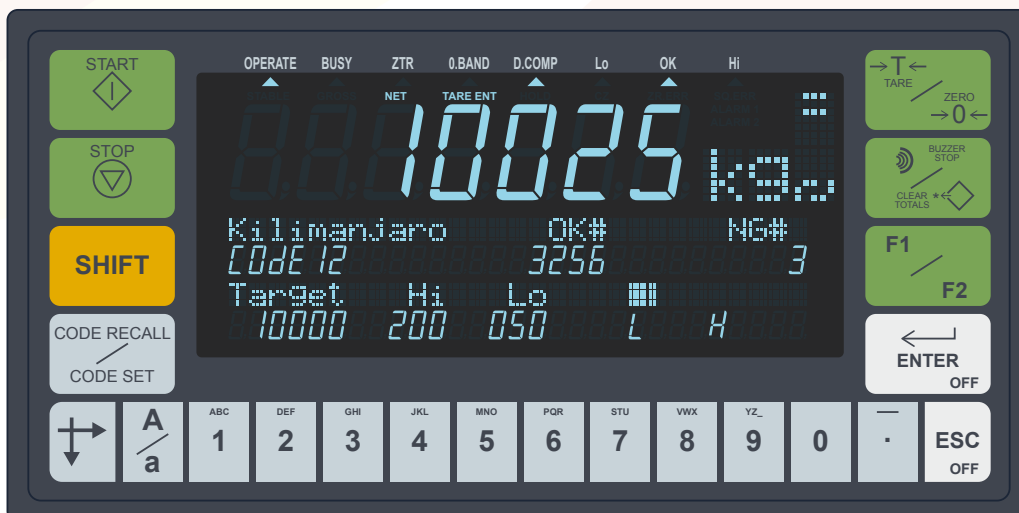 START
STOP
SHIFT
CODE RECALL
CODE SET
OPERATE BUSY ZTR 0.BAND D.COMP Lo OK Hi
NET TARE ENT
10025 kg
Kilimanjaro OK# NG#
CODE 12 3256 3
Target Hi Lo
10000 200 050 L H
→T←
TARE
ZERO
→0←
BUZZER
STOP
CLEAR
TOTALS
F1
F2
ENTER
OFF
A
a
ABC DEF GHI JKL MNO PQR STU VWX YZ_
1 2 3 4 5 6 7 8 9 0 . ESC
OFF